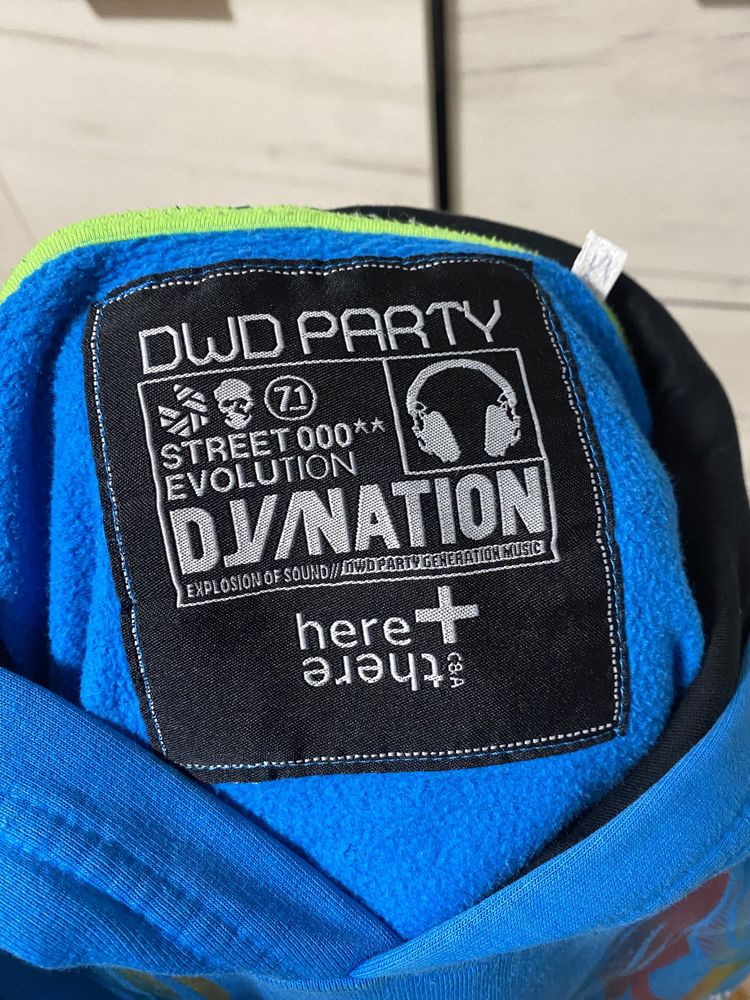 DWD PARTY
71
STREET 000**
EVOLUTION
DJ//NATION
EXPLOSION OF SOUND// DWD PARTY GENERATION MUSIC
here+
there
C&A